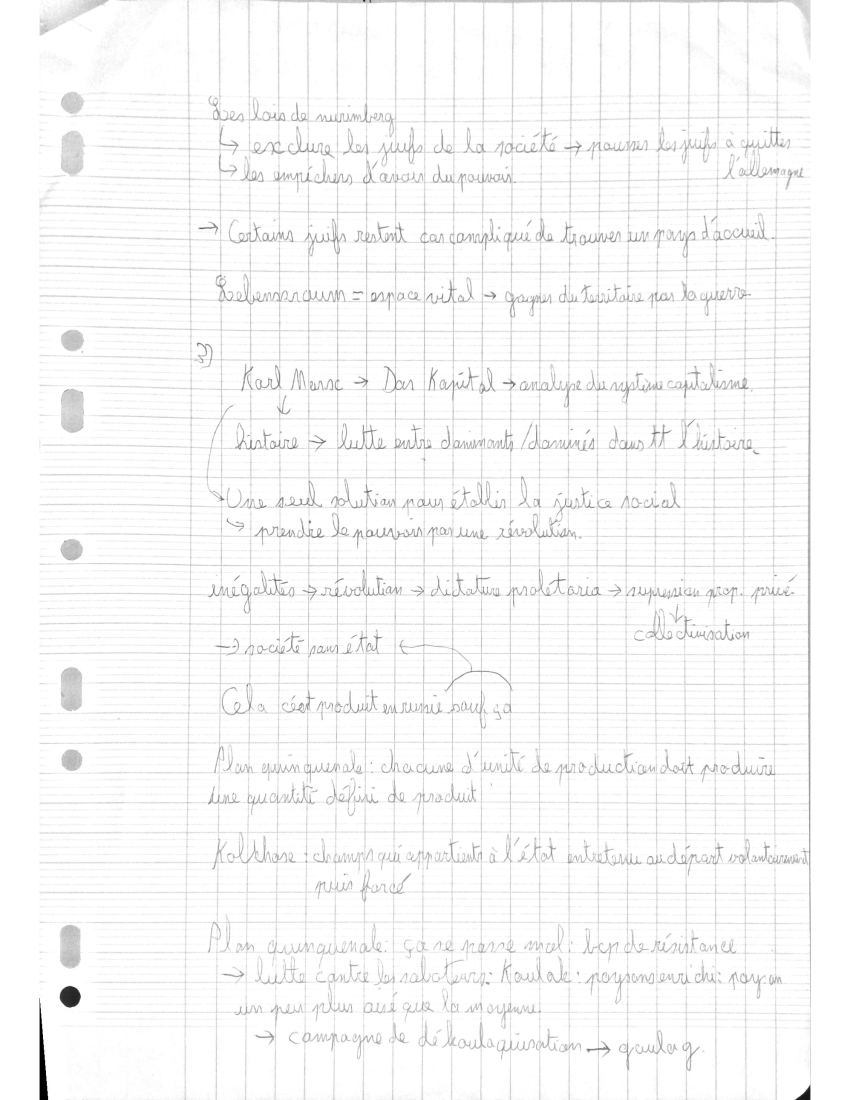 Les lois de nurimberg
↳ exclure les juifs de la société → pousser les juifs à quitter l'allemagne
↳ les empêchers d'avoir du pouvoir.
→ Certains juifs restent car compliqué de trouver un pays d'accueil.
Lebensraum = espace vital → gagner du territoire par la guerre
3)
Karl Marx → Das Kapital → analyse du système capitalisme.
histoire → lutte entre dominants / dominés dans tt l'histoire.
Une seul solution pour établir la justice social
↳ prendre le pouvoir par une révolution.
inégalités → révolution → dictature proletaria → supression prop. privé.
collectivisation
→ société sans état ←
Cela c'est produit en russie sauf ça
Plan quinquenale : chacune d'unité de production doit produire
une quantité défini de produit
Kolkhose : champs qui appartients à l'état entretenu au départ volontairement
puis forcé
Plan quinquenale : ça se passe mal : bcp de résistance
→ lutte contre les saboteurs : Koulak : paysans enrichi : paysan
un peu plus aisé que la moyenne.
→ campagne de dékoulaquisation → goulag.